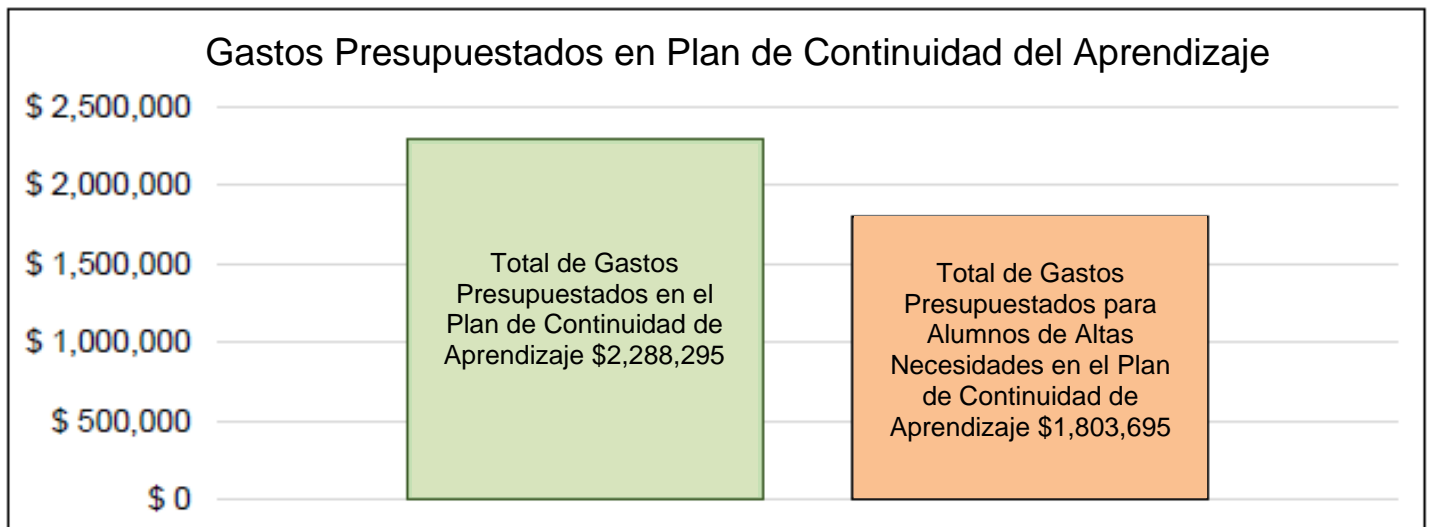 Gastos Presupuestados en Plan de Continuidad del Aprendizaje
$ 2,500,000
$ 2,000,000
$ 1,500,000
$ 1,000,000
$ 500,000
$ 0
Total de Gastos
Presupuestados en el
Plan de Continuidad de
Aprendizaje $2,288,295
Total de Gastos
Presupuestados para
Alumnos de Altas
Necesidades en el Plan
de Continuidad de
Aprendizaje $1,803,695